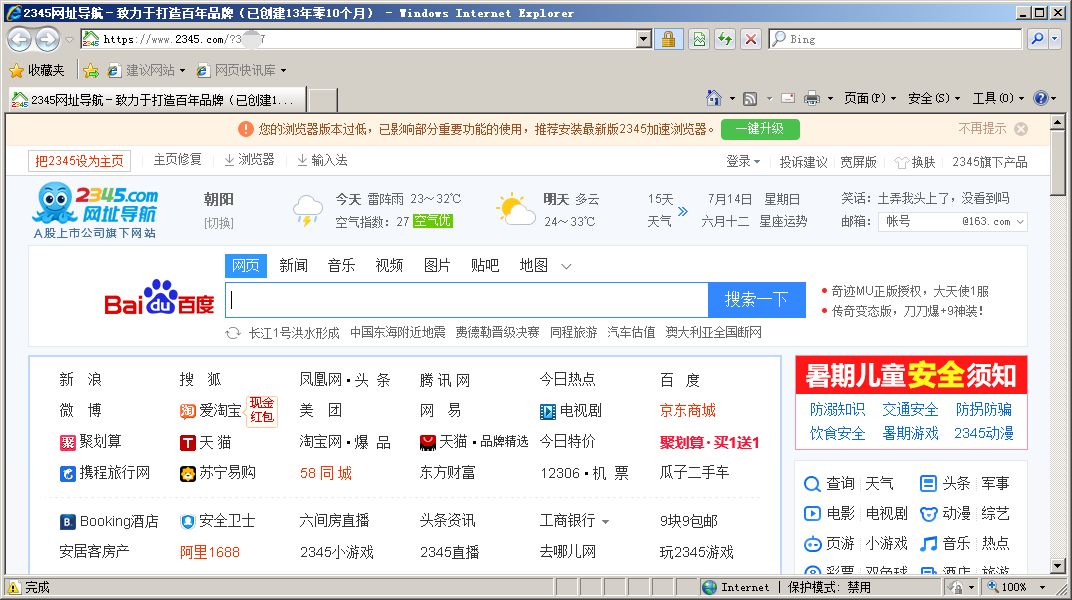 2345网址导航－致力于打造百年品牌（已创建13年零10个月） - Windows Internet Explorer
https://www.2345.com/?3 7 Bing
收藏夹 建议网站 网页快讯库
2345网址导航－致力于打造百年品牌（已创建1... 页面(P) 安全(S) 工具(O)
您的浏览器版本过低，已影响部分重要功能的使用，推荐安装最新版2345加速浏览器。 一键升级 不再提示
把2345设为主页 主页修复 浏览器 输入法 登录 投诉建议 宽屏版 换肤 2345旗下产品
2345.com 网址导航 A股上市公司旗下网站
朝阳 [切换]
今天 雷阵雨 23～32℃
空气指数：27 空气优
明天 多云
24～33℃
15天 天气
7月14日 星期日
六月十二 星座运势
笑话：土弄我头上了，没看到吗
邮箱： 帐号 @163.com
网页 新闻 音乐 视频 图片 贴吧 地图
Bai du 百度 搜索一下
奇迹MU正版授权，大天使1服
传奇变态版，刀刀爆+9神装！
长江1号洪水形成 中国东海附近地震 费德勒晋级决赛 同程旅游 汽车估值 澳大利亚全国断网
新 浪 搜 狐 凤凰网·头 条 腾讯网 今日热点 百 度
微 博 爱淘宝 现金红包 美 团 网 易 电视剧 京东商城
聚划算 天猫 淘宝网·爆 品 天猫·品牌精选 今日特价 聚划算·买1送1
携程旅行网 苏宁易购 58 同 城 东方财富 12306·机 票 瓜子二手车
Booking酒店 安全卫士 六间房直播 头条资讯 工商银行 9块9包邮
安居客房产 阿里1688 2345小游戏 2345直播 去哪儿网 玩2345游戏
暑期儿童安全须知
防溺知识 交通安全 防拐防骗
饮食安全 暑期游戏 2345动漫
查询 天气 头条 军事
电影 电视剧 动漫 综艺
页游 小游戏 音乐 热点
彩票 双色球 酒店 旅游
完成 Internet | 保护模式: 禁用 100%